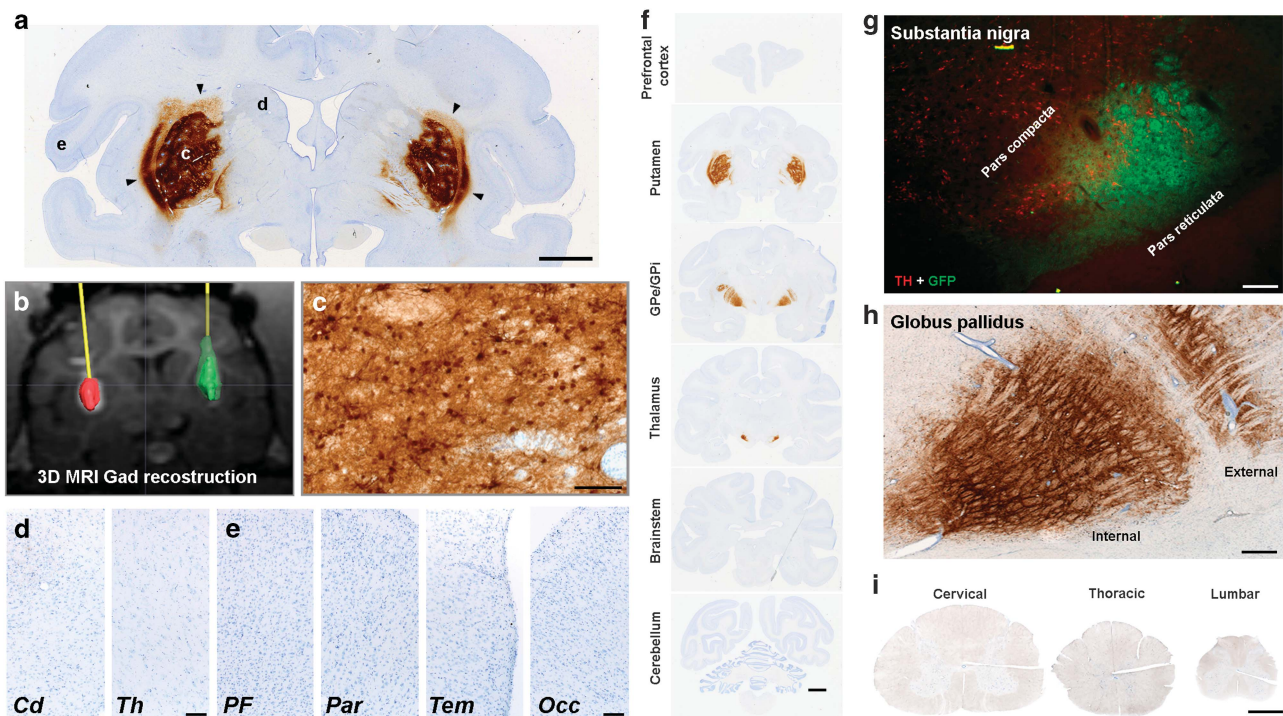 a
d
e
c
b
3D MRI Gad recostruction
c
d
e
Cd
Th
PF
Par
Tem
Occ
f
Prefrontal
cortex
Putamen
GPe/GPi
Thalamus
Brainstem
Cerebellum
g
Substantia nigra
Pars compacta
Pars reticulata
TH + GFP
h
Globus pallidus
External
Internal
i
Cervical
Thoracic
Lumbar